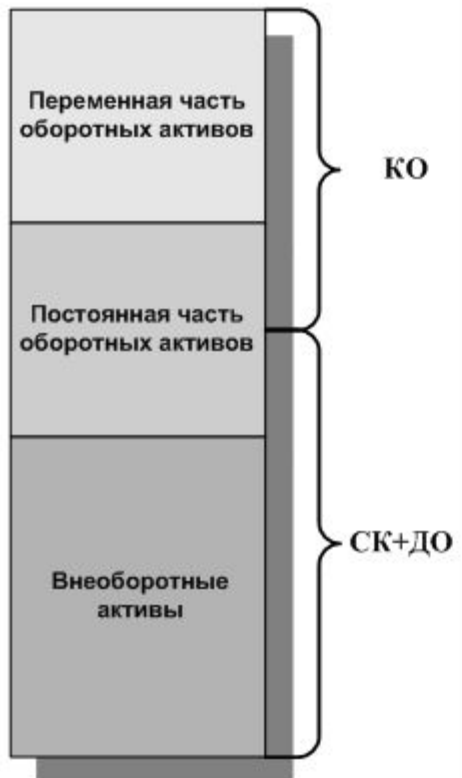 Переменная часть
оборотных активов
КО
Постоянная часть
оборотных активов
СК+ДО
Внеоборотные
активы